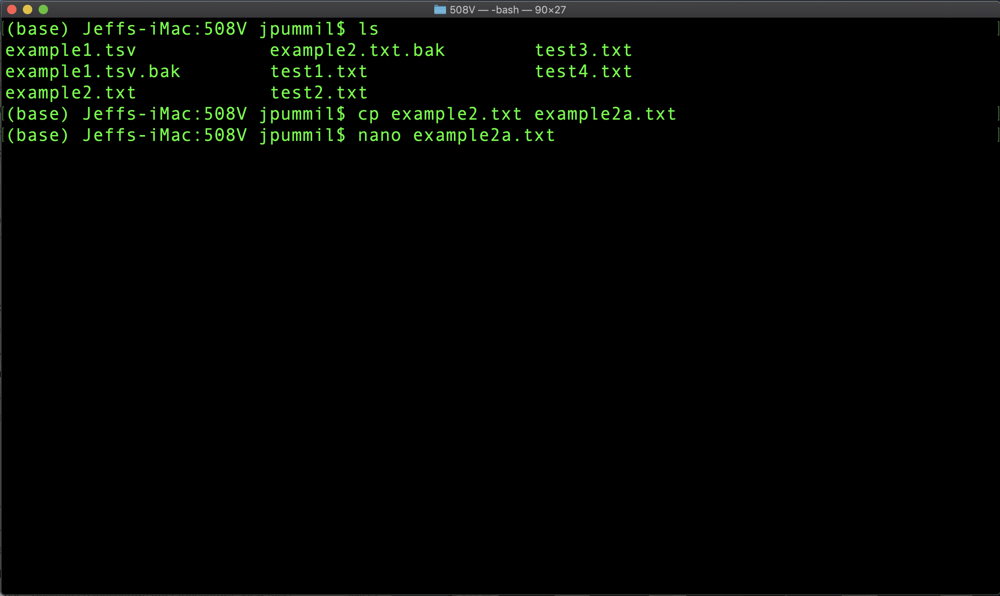 508V — -bash — 90×27
(base) Jeffs-iMac:508V jpummil$ ls
example1.tsv example2.txt.bak test3.txt
example1.tsv.bak test1.txt test4.txt
example2.txt test2.txt
(base) Jeffs-iMac:508V jpummil$ cp example2.txt example2a.txt
(base) Jeffs-iMac:508V jpummil$ nano example2a.txt